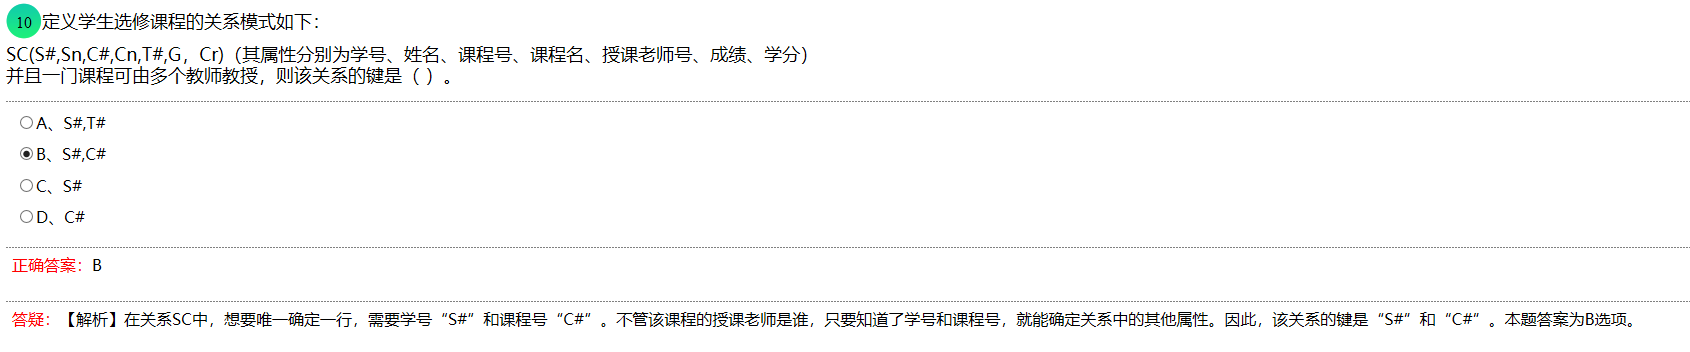 10 定义学生选修课程的关系模式如下：
SC(S#,Sn,C#,Cn,T#,G，Cr)（其属性分别为学号、姓名、课程号、课程名、授课老师号、成绩、学分）
并且一门课程可由多个教师教授，则该关系的键是（ ）。
A、S#,T#
B、S#,C#
C、S#
D、C#
正确答案：B
答疑：【解析】在关系SC中，想要唯一确定一行，需要学号“S#”和课程号“C#”。不管该课程的授课老师是谁，只要知道了学号和课程号，就能确定关系中的其他属性。因此，该关系的键是“S#”和“C#”。本题答案为B选项。